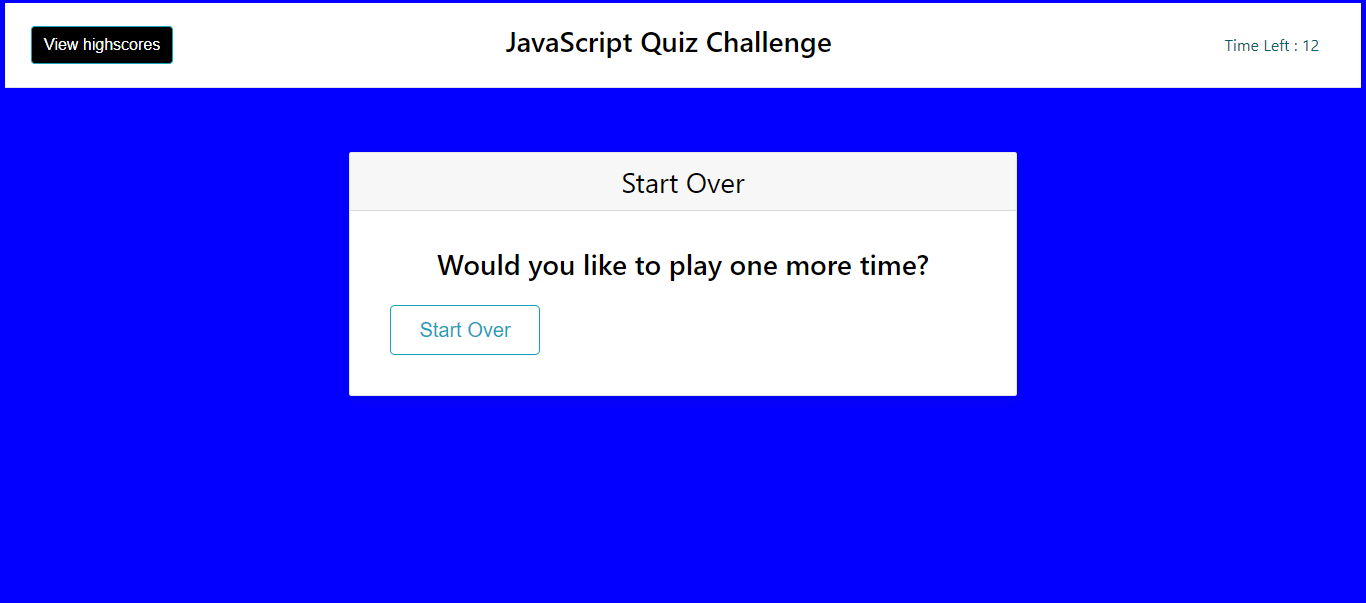 View highscores
JavaScript Quiz Challenge
Time Left : 12
Start Over
Would you like to play one more time?
Start Over